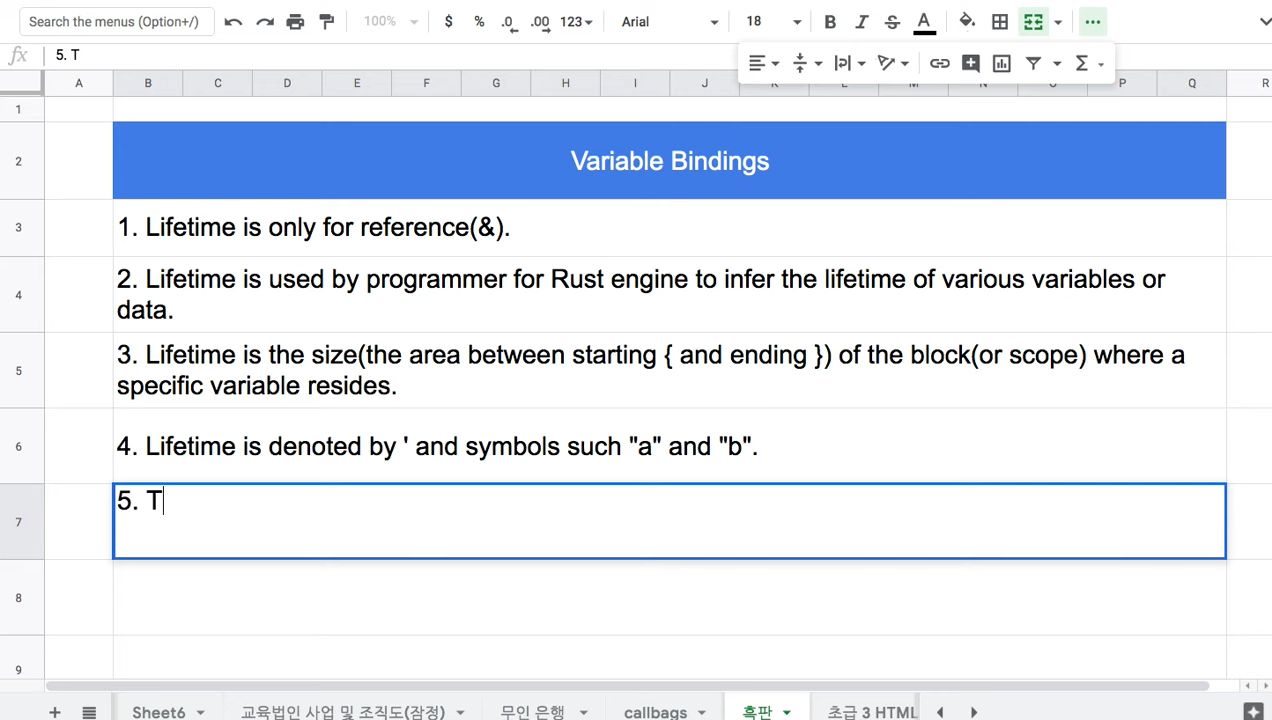 Search the menus (Option+/)
100%
$ % .0 .00 123
Arial
18
B I S A
fx 5. T
A B C D E F G H I J K L M N O P Q R
1
2 Variable Bindings
3 1. Lifetime is only for reference(&).
4 2. Lifetime is used by programmer for Rust engine to infer the lifetime of various variables or
data.
5 3. Lifetime is the size(the area between starting { and ending }) of the block(or scope) where a
specific variable resides.
6 4. Lifetime is denoted by ' and symbols such "a" and "b".
7 5. T
8
9
Sheet6 교육법인 사업 및 조직도(잠정) 무인 은행 callbags 흑판 초급 3 HTML